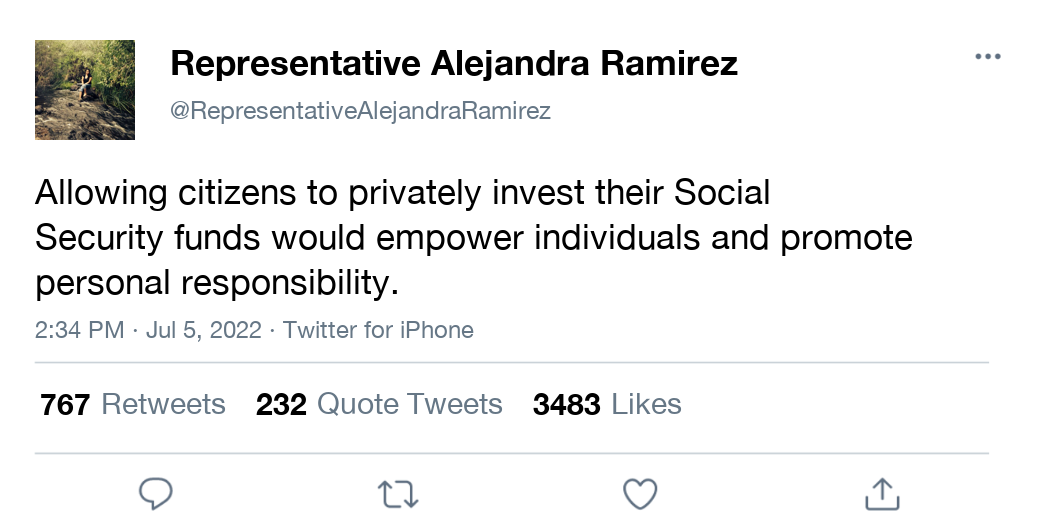 Representative Alejandra Ramirez
@RepresentativeAlejandraRamirez
Allowing citizens to privately invest their Social
Security funds would empower individuals and promote
personal responsibility.
2:34 PM · Jul 5, 2022 · Twitter for iPhone
767 Retweets 232 Quote Tweets 3483 Likes